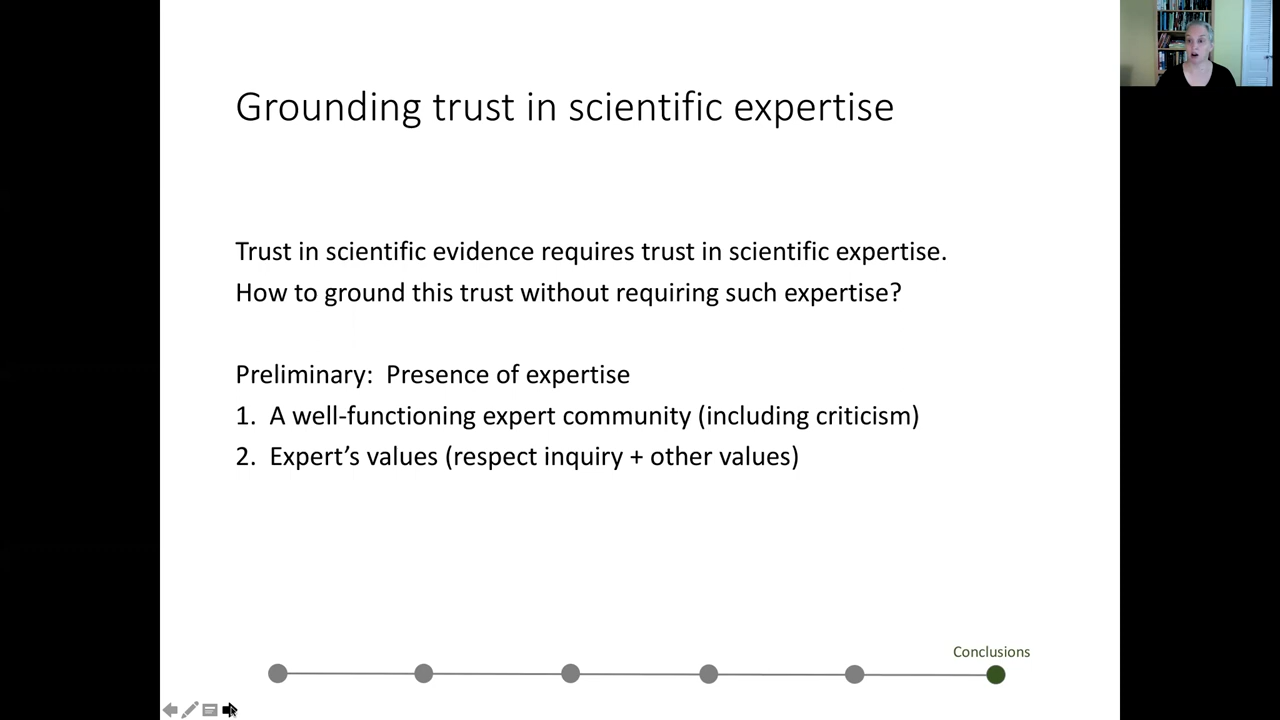 Grounding trust in scientific expertise
Trust in scientific evidence requires trust in scientific expertise.
How to ground this trust without requiring such expertise?
Preliminary:  Presence of expertise
1.  A well-functioning expert community (including criticism)
2.  Expert’s values (respect inquiry + other values)
Conclusions